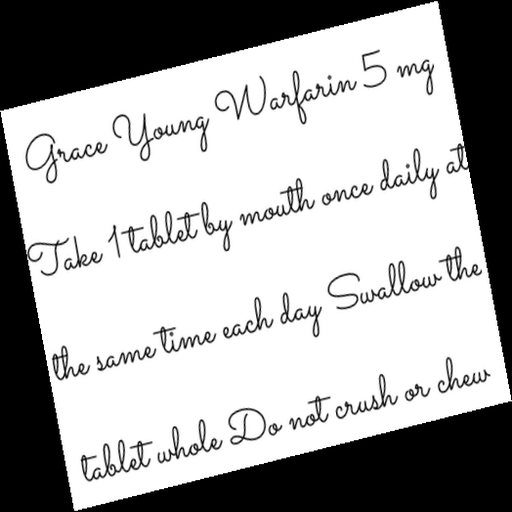 Grace Young Warfarin 5 mg
Take 1 tablet by mouth once daily at
the same time each day Swallow the
tablet whole Do not crush or chew